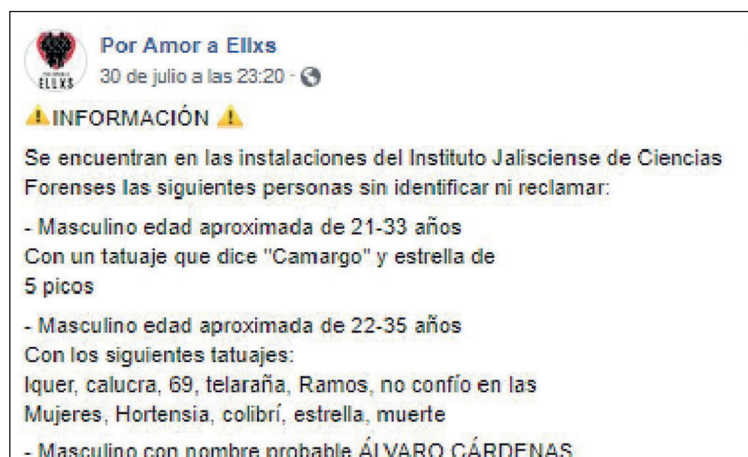 Por Amor a Ellxs
ELLXS
30 de julio a las 23:20 ·
⚠INFORMACIÓN ⚠
Se encuentran en las instalaciones del Instituto Jalisciense de Ciencias
Forenses las siguientes personas sin identificar ni reclamar:
- Masculino edad aproximada de 21-33 años
Con un tatuaje que dice "Camargo" y estrella de
5 picos
- Masculino edad aproximada de 22-35 años
Con los siguientes tatuajes:
Iquer, calucra, 69, telaraña, Ramos, no confío en las
Mujeres, Hortensia, colibrí, estrella, muerte
- Masculino con nombre probable ÁLVARO CÁRDENAS